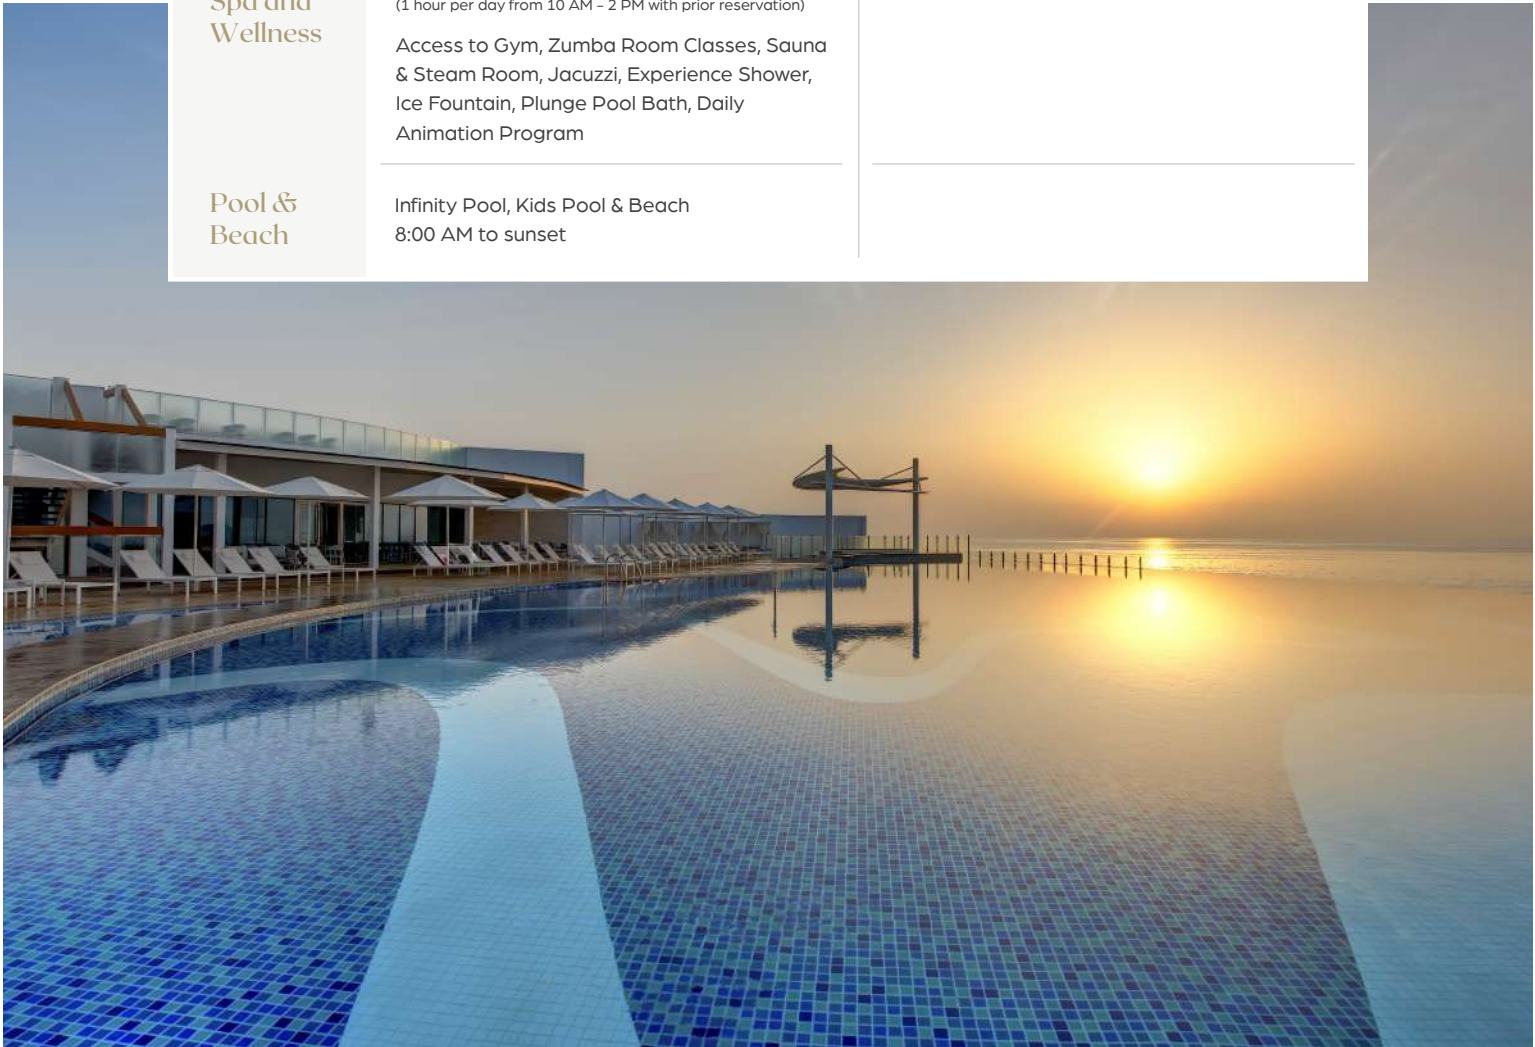 Spa and
Wellness
(1 hour per day from 10 AM - 2 PM with prior reservation)
Access to Gym, Zumba Room Classes, Sauna
& Steam Room, Jacuzzi, Experience Shower,
Ice Fountain, Plunge Pool Bath, Daily
Animation Program
Pool &
Beach
Infinity Pool, Kids Pool & Beach
8:00 AM to sunset